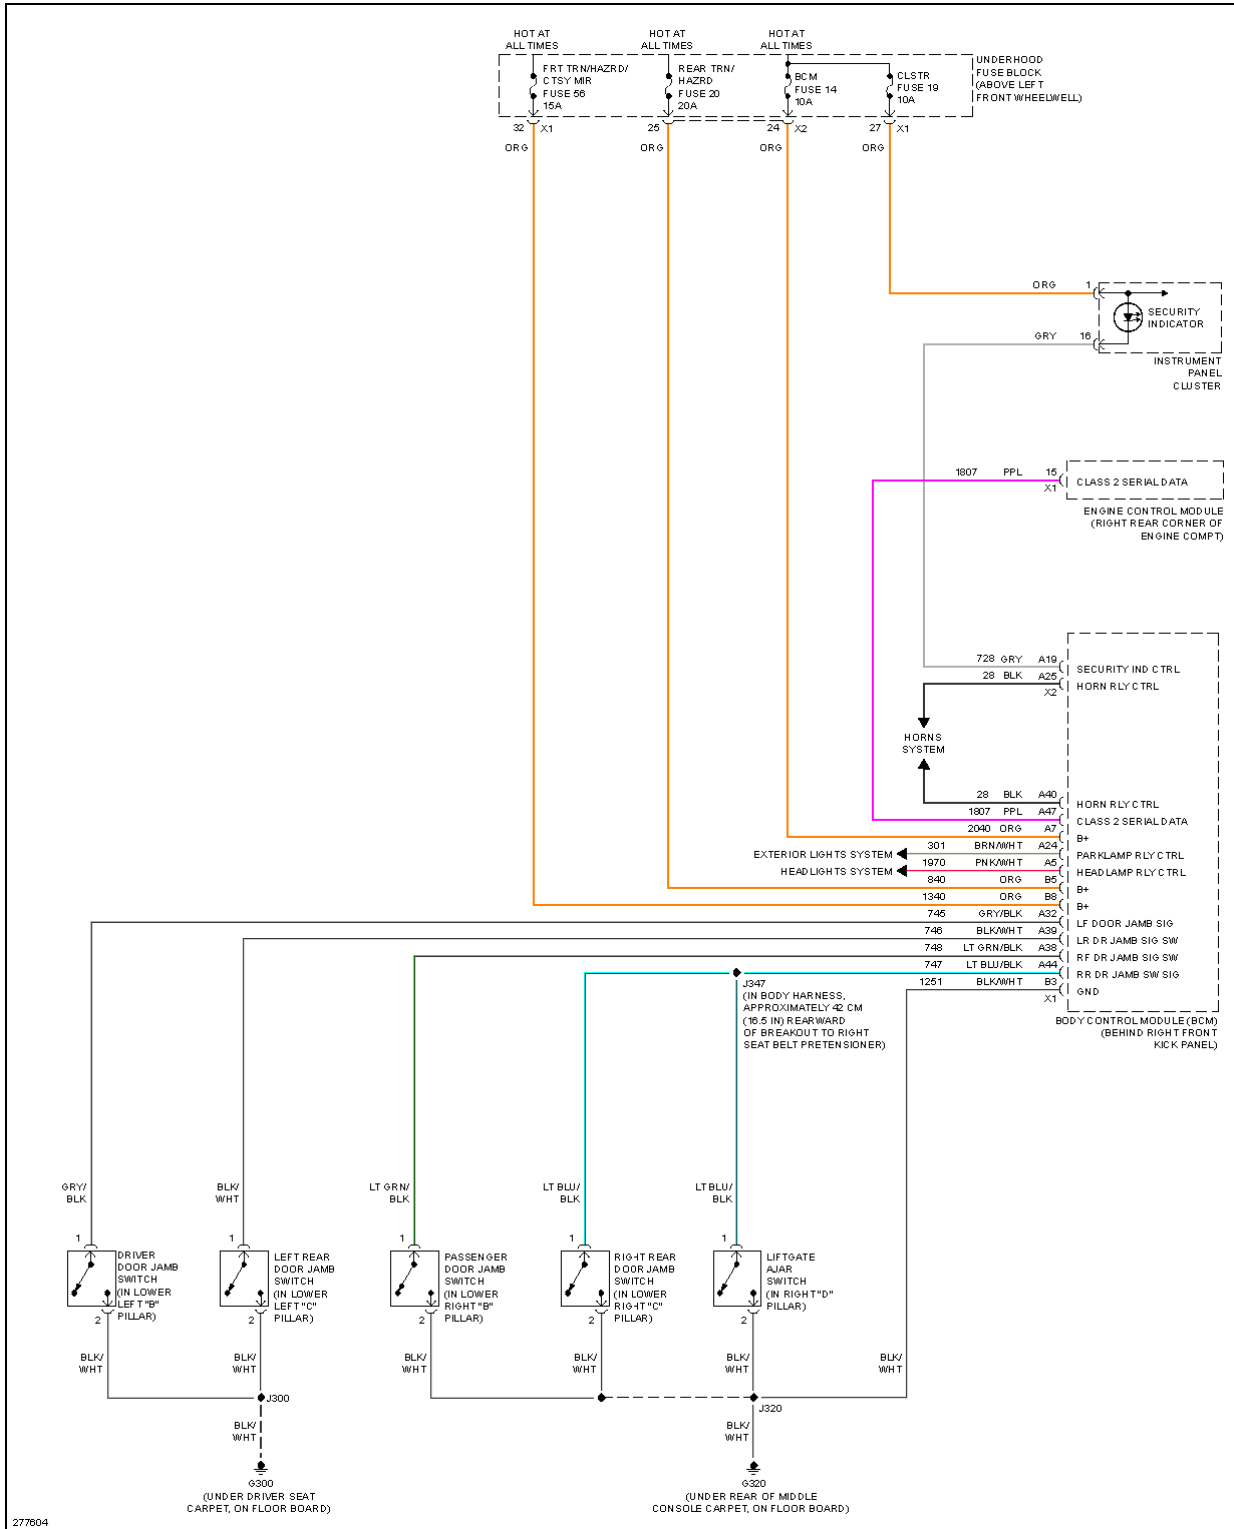 HOT AT
ALL TIMES
HOT AT
ALL TIMES
HOT AT
ALL TIMES
FRT TRN/HAZRD/
CTSY MIR
FUSE 56
15A
REAR TRN/
HAZRD
FUSE 20
20A
BCM
FUSE 14
10A
CLSTR
FUSE 19
10A
UNDERHOOD
FUSE BLOCK
(ABOVE LEFT
FRONT WHEELWELL)
32 X1
25
24 X2
27 X1
ORG
ORG
ORG
ORG
ORG 1
SECURITY
INDICATOR
GRY 16
INSTRUMENT
PANEL
CLUSTER
1807 PPL 15
X1
CLASS 2 SERIAL DATA
ENGINE CONTROL MODULE
(RIGHT REAR CORNER OF
ENGINE COMPT)
728 GRY A19
SECURITY IND CTRL
28 BLK A25
X2
HORN RLY CTRL
HORNS
SYSTEM
28 BLK A40
HORN RLY CTRL
1807 PPL A47
CLASS 2 SERIAL DATA
2040 ORG A7
B+
EXTERIOR LIGHTS SYSTEM
301 BRN/WHT A24
PARKLAMP RLY CTRL
HEADLIGHTS SYSTEM
1970 PNK/WHT A5
HEADLAMP RLY CTRL
840 ORG B5
B+
1340 ORG B8
B+
745 GRY/BLK A32
LF DOOR JAMB SIG
746 BLK/WHT A39
LR DR JAMB SIG SW
748 LT GRN/BLK A38
RF DR JAMB SIG SW
747 LT BLU/BLK A44
RR DR JAMB SW SIG
1251 BLK/WHT B3
X1
GND
J347
(IN BODY HARNESS,
APPROXIMATELY 42 CM
(16.5 IN) REARWARD
OF BREAKOUT TO RIGHT
SEAT BELT PRETENSIONER)
BODY CONTROL MODULE (BCM)
(BEHIND RIGHT FRONT
KICK PANEL)
GRY/
BLK
BLK/
WHT
LT GRN/
BLK
LT BLU/
BLK
LT BLU/
BLK
1
1
1
1
1
DRIVER
DOOR JAMB
SWITCH
(IN LOWER
LEFT "B"
PILLAR)
LEFT REAR
DOOR JAMB
SWITCH
(IN LOWER
LEFT "C"
PILLAR)
PASSENGER
DOOR JAMB
SWITCH
(IN LOWER
RIGHT "B"
PILLAR)
RIGHT REAR
DOOR JAMB
SWITCH
(IN LOWER
RIGHT "C"
PILLAR)
LIFTGATE
AJAR
SWITCH
(IN RIGHT "D"
PILLAR)
2
2
2
2
2
BLK/
WHT
BLK/
WHT
BLK/
WHT
BLK/
WHT
BLK/
WHT
BLK/
WHT
J300
J320
BLK/
WHT
BLK/
WHT
G300
(UNDER DRIVER SEAT
CARPET, ON FLOOR BOARD)
G320
(UNDER REAR OF MIDDLE
CONSOLE CARPET, ON FLOOR BOARD)
277604